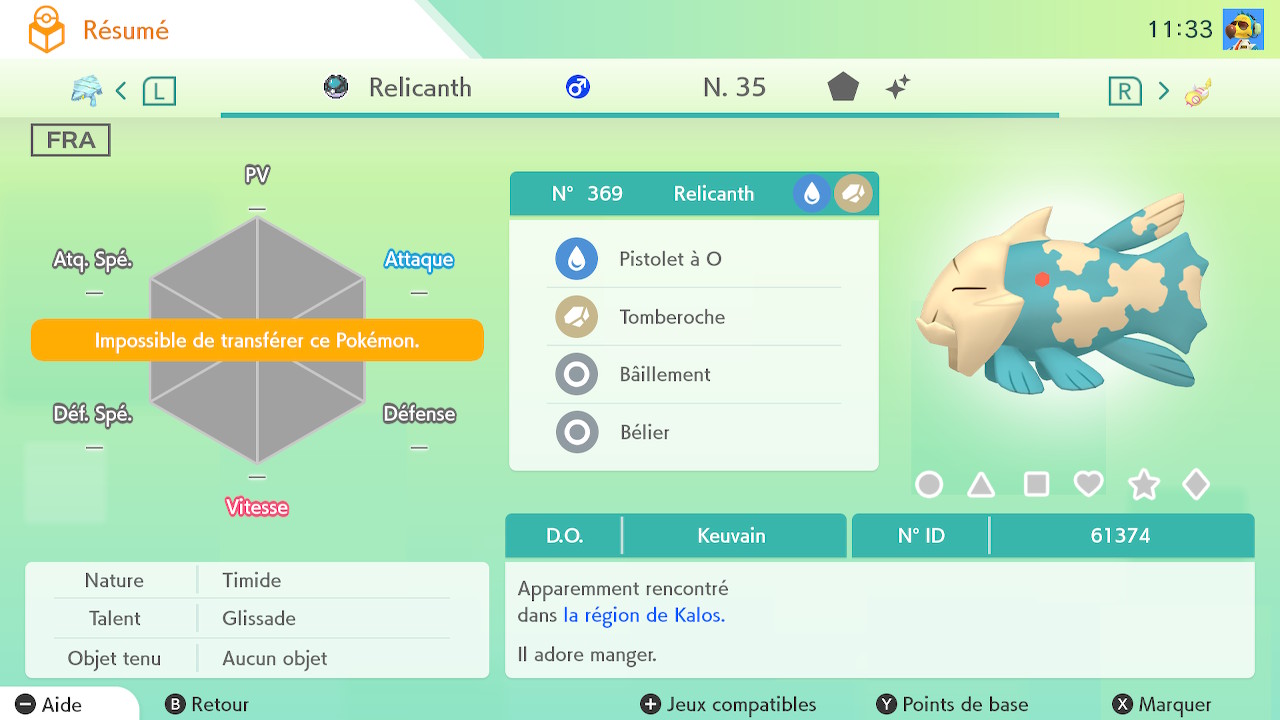 Résumé
11:33
L
Relicanth
N. 35
R
FRA
PV
—
Atq. Spé.
—
Attaque
—
Impossible de transférer ce Pokémon.
Déf. Spé.
—
Défense
—
—
Vitesse
N° 369 Relicanth
Pistolet à O
Tomberoche
Bâillement
Bélier
D.O. Keuvain
N° ID 61374
Apparemment rencontré
dans la région de Kalos.
Il adore manger.
Nature Timide
Talent Glissade
Objet tenu Aucun objet
Aide
B Retour
Jeux compatibles
Y Points de base
X Marquer